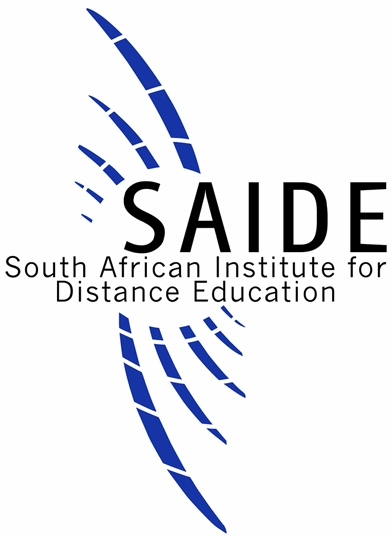 SAIDE
South African Institute for
Distance Education